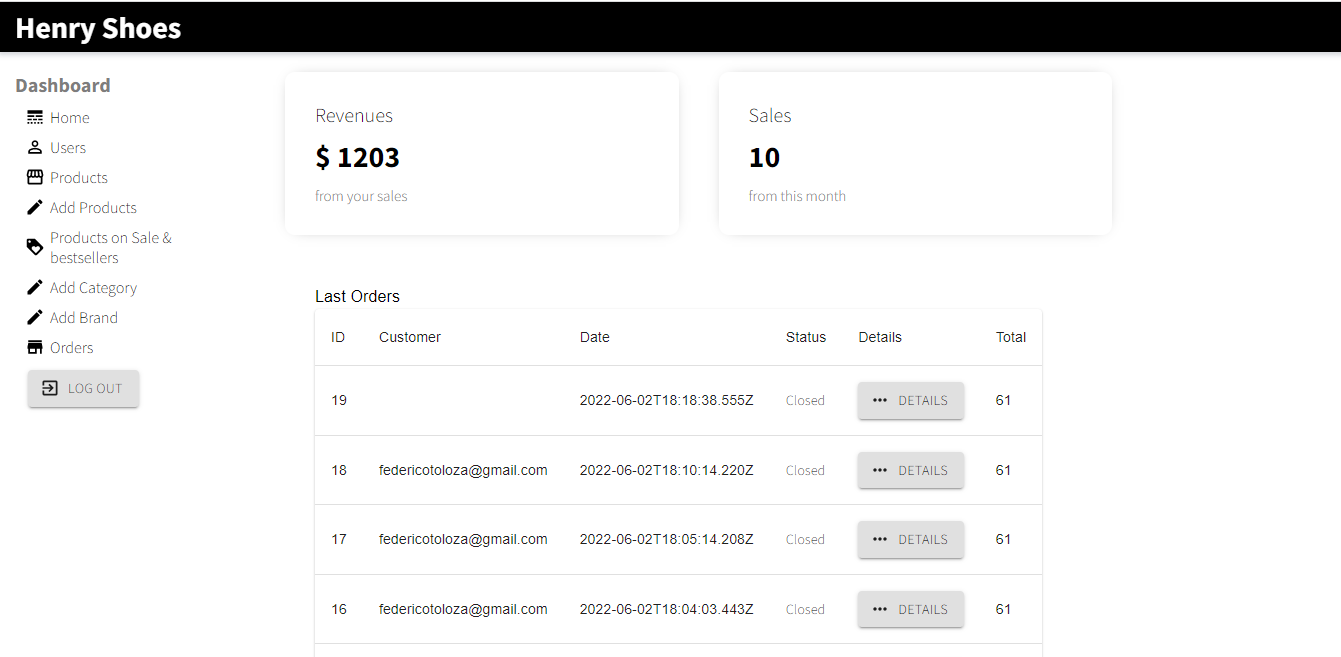 Henry Shoes
Dashboard
Home
Users
Products
Add Products
Products on Sale &
bestsellers
Add Category
Add Brand
Orders
LOG OUT
Revenues
$ 1203
from your sales
Sales
10
from this month
Last Orders
ID Customer Date Status Details Total
19 2022-06-02T18:18:38.555Z Closed DETAILS 61
18 federicotoloza@gmail.com 2022-06-02T18:10:14.220Z Closed DETAILS 61
17 federicotoloza@gmail.com 2022-06-02T18:05:14.208Z Closed DETAILS 61
16 federicotoloza@gmail.com 2022-06-02T18:04:03.443Z Closed DETAILS 61